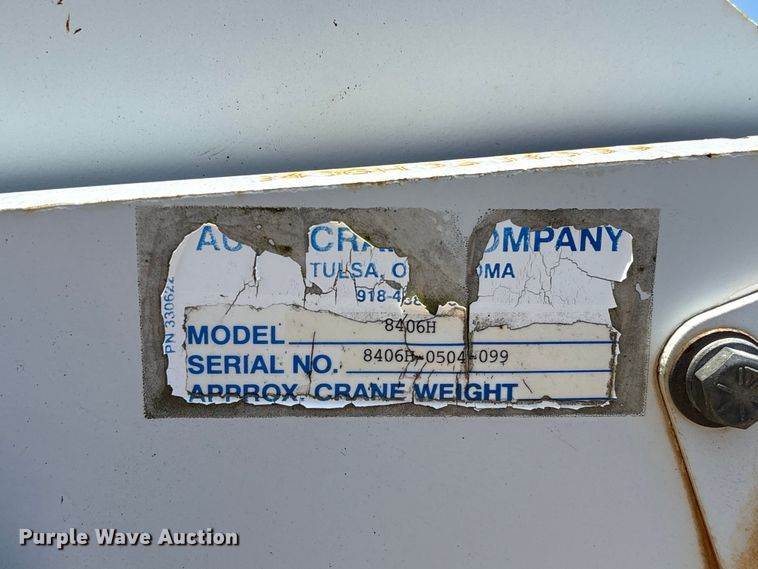 AU CRA OMPANY
TULSA, O OMA
918-438
PN 330622
MODEL 8406H
SERIAL NO. 8406H-0504-099
APPROX. CRANE WEIGHT
Purple Wave Auction